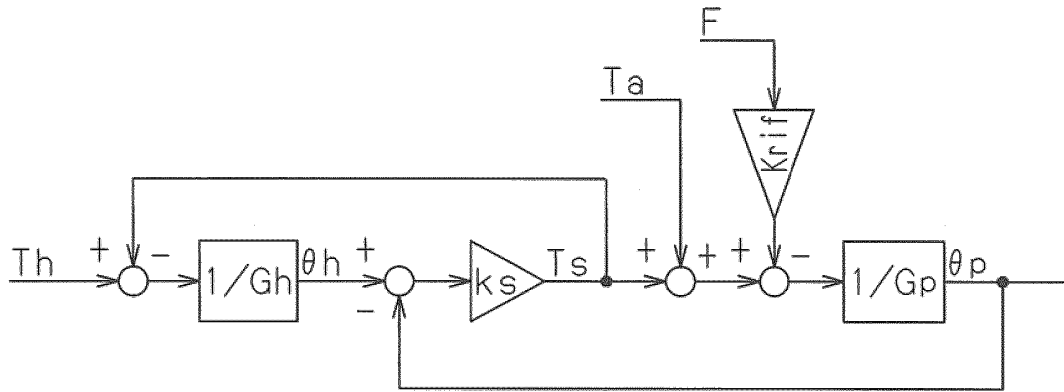 F
Ta
Krif
+ + + +
Th - 1/Gh θh ks Ts + - 1/Gp θp
-